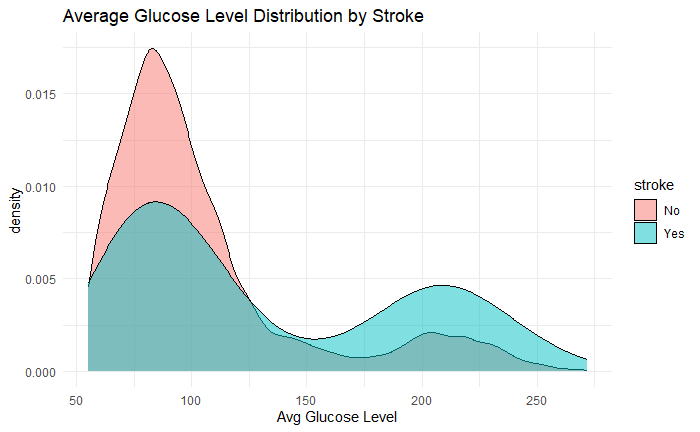 Average Glucose Level Distribution by Stroke
0.015
0.010
0.005
0.000
density
50
100
150
200
250
Avg Glucose Level
stroke
No
Yes